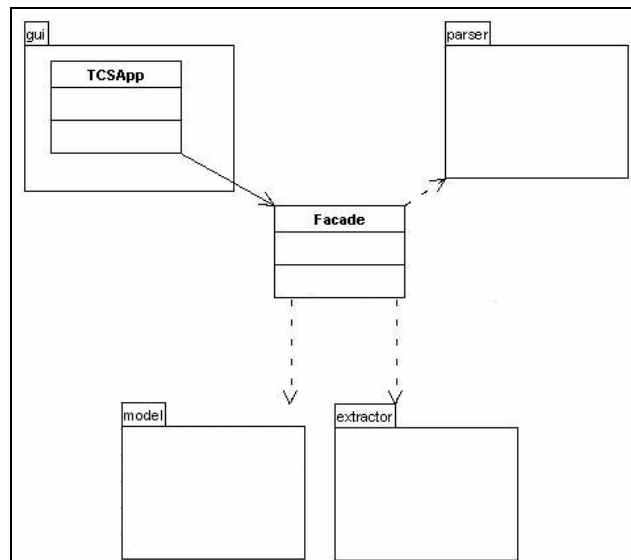 gui
parser
TCSApp
Facade
model
extractor